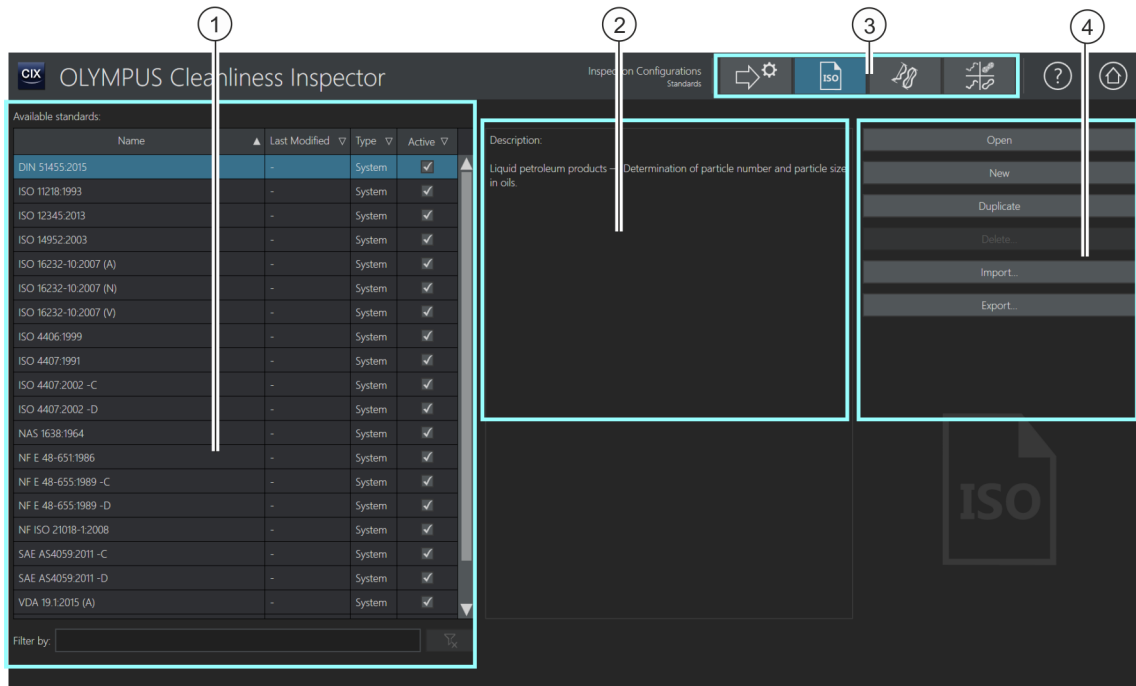 1
2
3
4
CIX OLYMPUS Cleanliness Inspector
Inspection Configurations
Standards
ISO
?
Available standards:
Name Last Modified Type Active
DIN 51455:2015 - System
ISO 11218:1993 - System
ISO 12345:2013 - System
ISO 14952:2003 - System
ISO 16232-10:2007 (A) - System
ISO 16232-10:2007 (N) - System
ISO 16232-10:2007 (V) - System
ISO 4406:1999 - System
ISO 4407:1991 - System
ISO 4407:2002 -C - System
ISO 4407:2002 -D - System
NAS 1638:1964 - System
NF E 48-651:1986 - System
NF E 48-655:1989 -C - System
NF E 48-655:1989 -D - System
NF ISO 21018-1:2008 - System
SAE AS4059:2011 -C - System
SAE AS4059:2011 -D - System
VDA 19.1:2015 (A) - System
Filter by:
Description:
Liquid petroleum products — Determination of particle number and particle size
in oils.
Open
New
Duplicate
Delete...
Import...
Export...
ISO